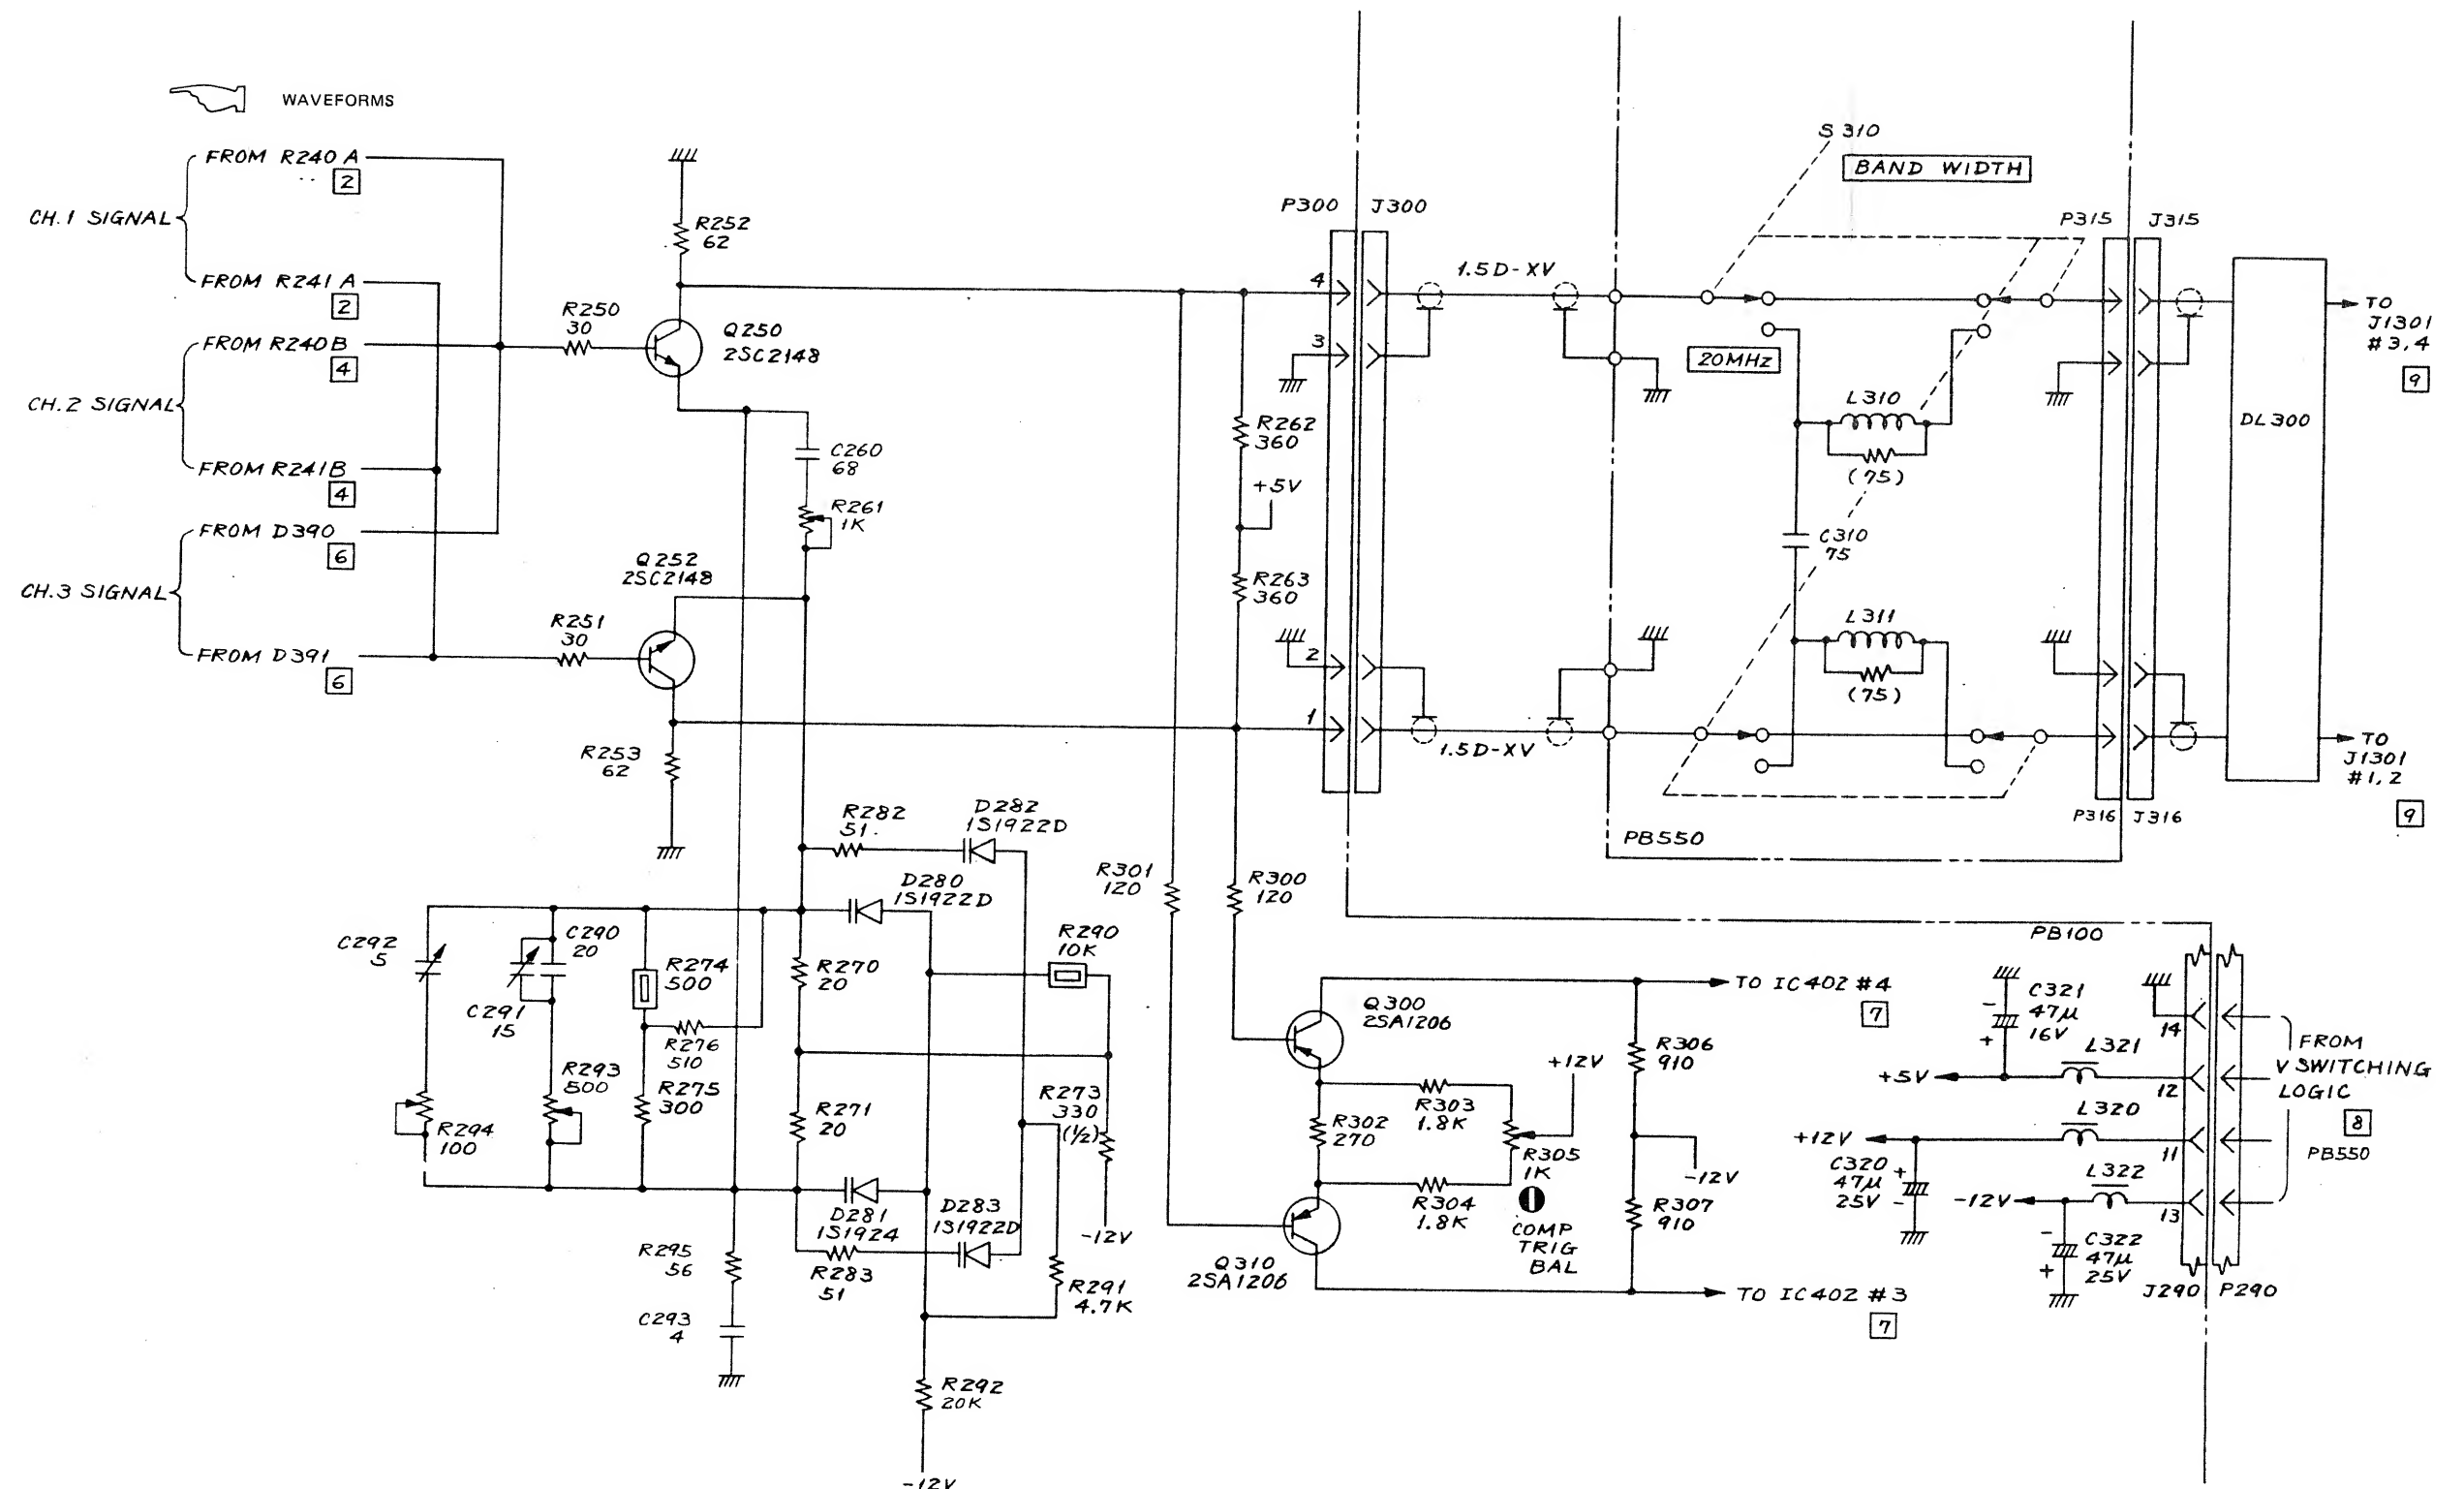 WAVEFORMS
CH.1 SIGNAL
FROM R240A
2
FROM R241A
2
CH.2 SIGNAL
FROM R240B
4
FROM R241B
4
CH.3 SIGNAL
FROM D390
6
FROM D391
6
R250
30
R251
30
R252
62
Q250
2SC2148
C260
68
R261
1K
Q252
2SC2148
R253
62
R262
360
+5V
R263
360
P300
J300
4
3
2
1
1.5D-XV
1.5D-XV
S310
BAND WIDTH
20MHz
L310
(75)
C310
75
L311
(75)
P315
J315
P316
J316
PB550
DL300
TO
J1301
#3,4
9
TO
J1301
#1,2
9
R282
51
D282
1S1922D
D280
1S1922D
R290
10K
C292
5
C290
20
C291
15
R274
500
R276
510
R275
300
R293
500
R294
100
R270
20
R271
20
R273
330
(½)
-12V
D281
1S1924
D283
1S1922D
R283
51
R291
4.7K
R295
56
C293
4
R292
20K
-12V
R301
120
R300
120
Q300
2SA1206
R302
270
R303
1.8K
R304
1.8K
+12V
R305
1K
COMP
TRIG
BAL
Q310
2SA1206
R306
910
-12V
R307
910
TO IC402 #4
7
TO IC402 #3
7
PB100
C321
47μ
16V
-
+
+5V
L321
+12V
L320
C320
47μ
25V
+
-
-12V
L322
C322
47μ
25V
-
+
14
12
11
13
J290
P290
FROM
V SWITCHING
LOGIC
8
PB550